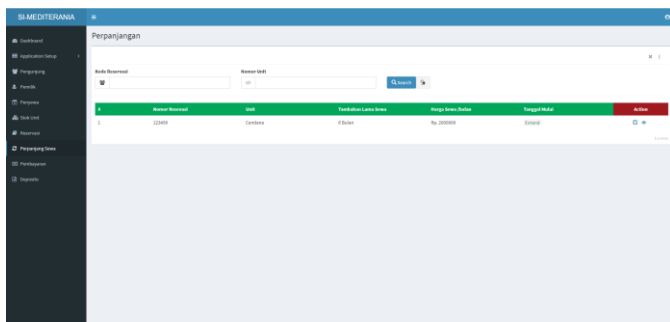 SI-MEDITERANIA
Perpanjangan
Dashboard
Application Setup
Pengunjung
Pemilik
Penyewa
Stok Unit
Reservasi
Perpanjang Sewa
Pembayaran
Deposito
Kode Reservasi
Nomor Unit
Search
# Nomor Reservasi Unit Tambahan Lama Sewa Harga Sewa/Bulan Tanggal Mulai Action
1 123456 Cendana 6 Bulan Rp. 2000000